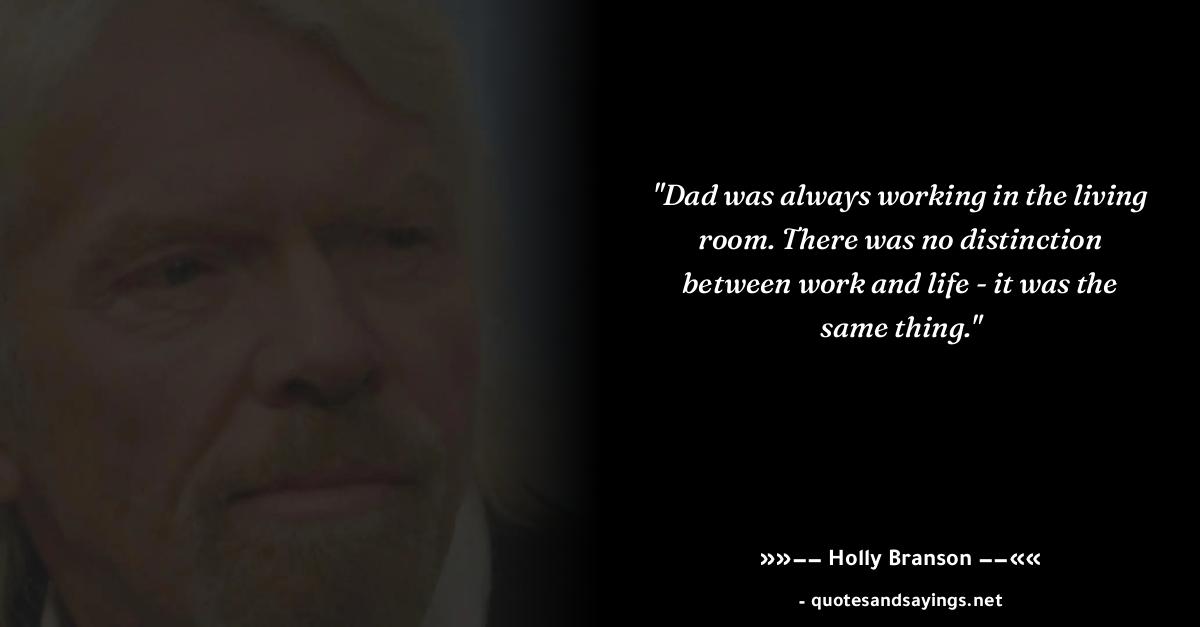 "Dad was always working in the living
room. There was no distinction
between work and life - it was the
same thing."
»»–– Holly Branson ––««
- quotesandsayings.net